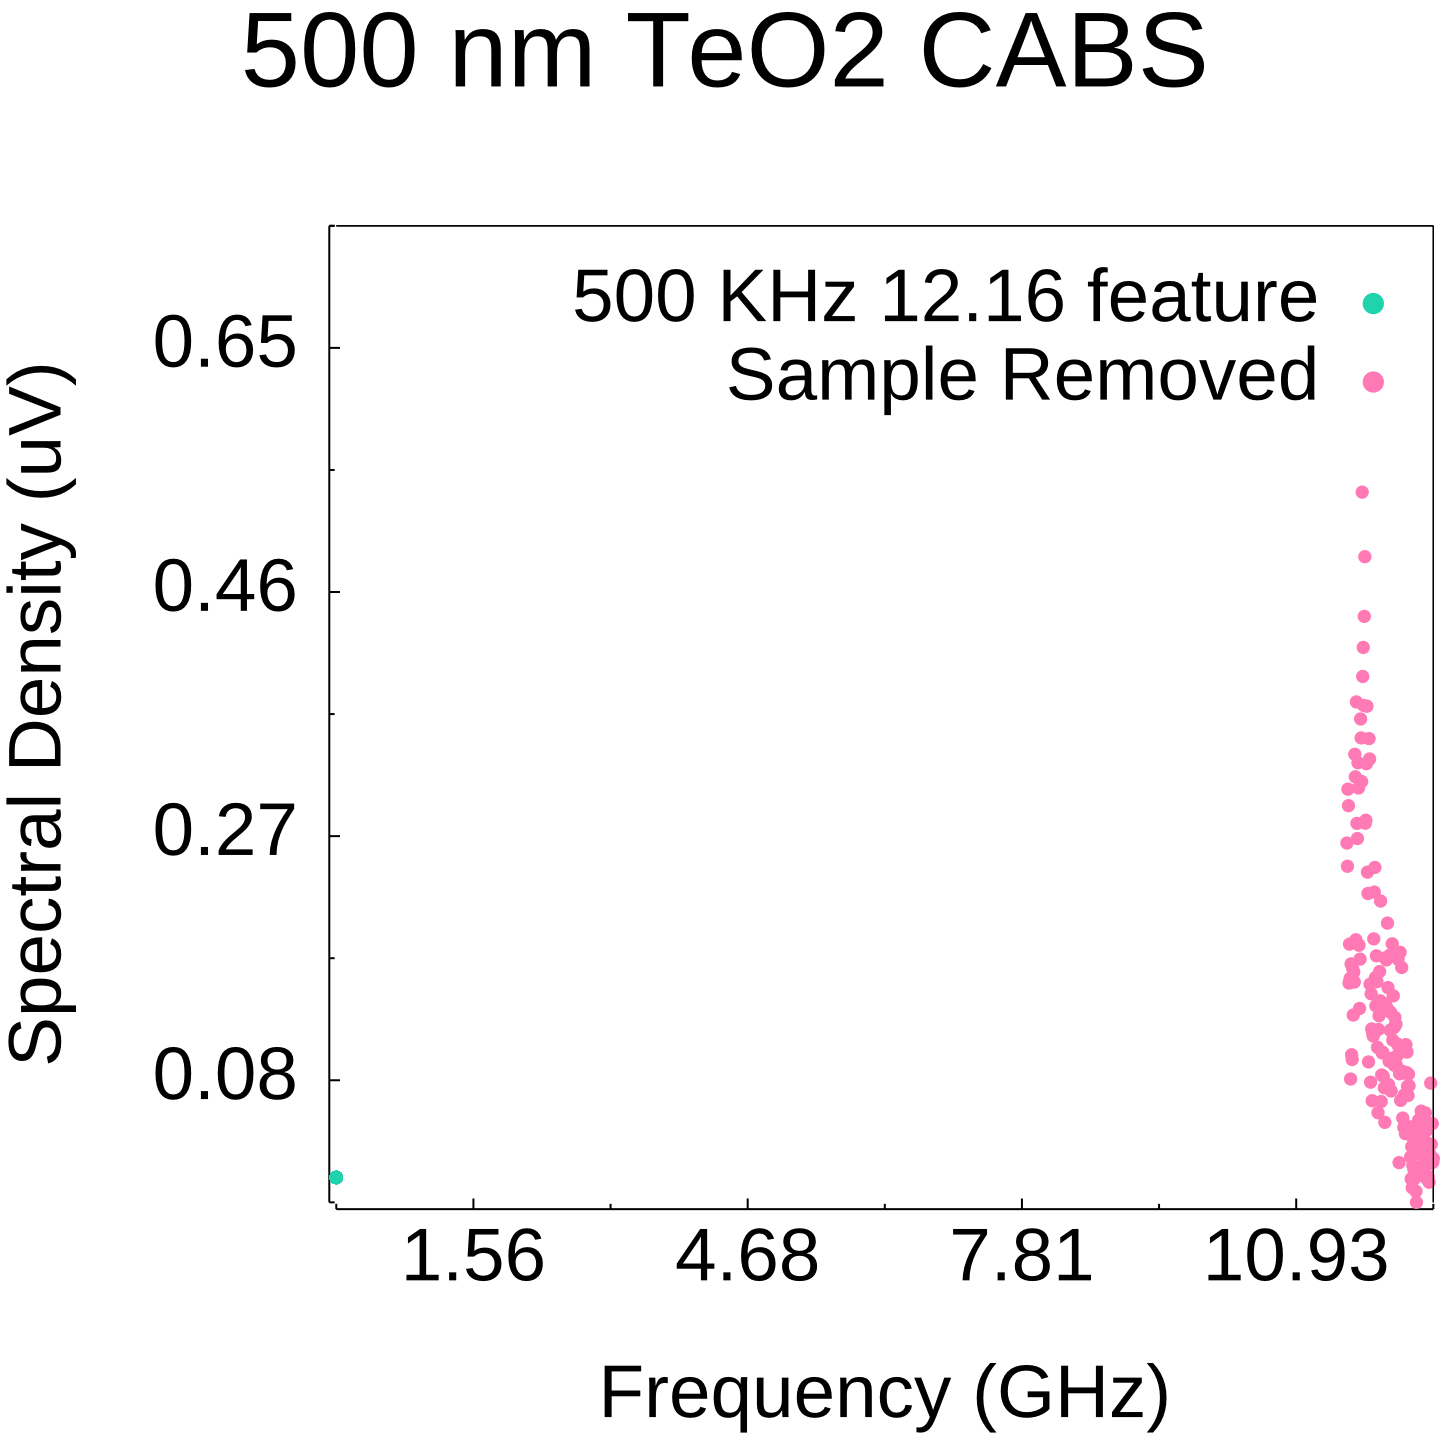 500 nm TeO2 CABS
500 KHz 12.16 feature
Sample Removed
Spectral Density (uV)
0.65
0.46
0.27
0.08
1.56 4.68 7.81 10.93
Frequency (GHz)